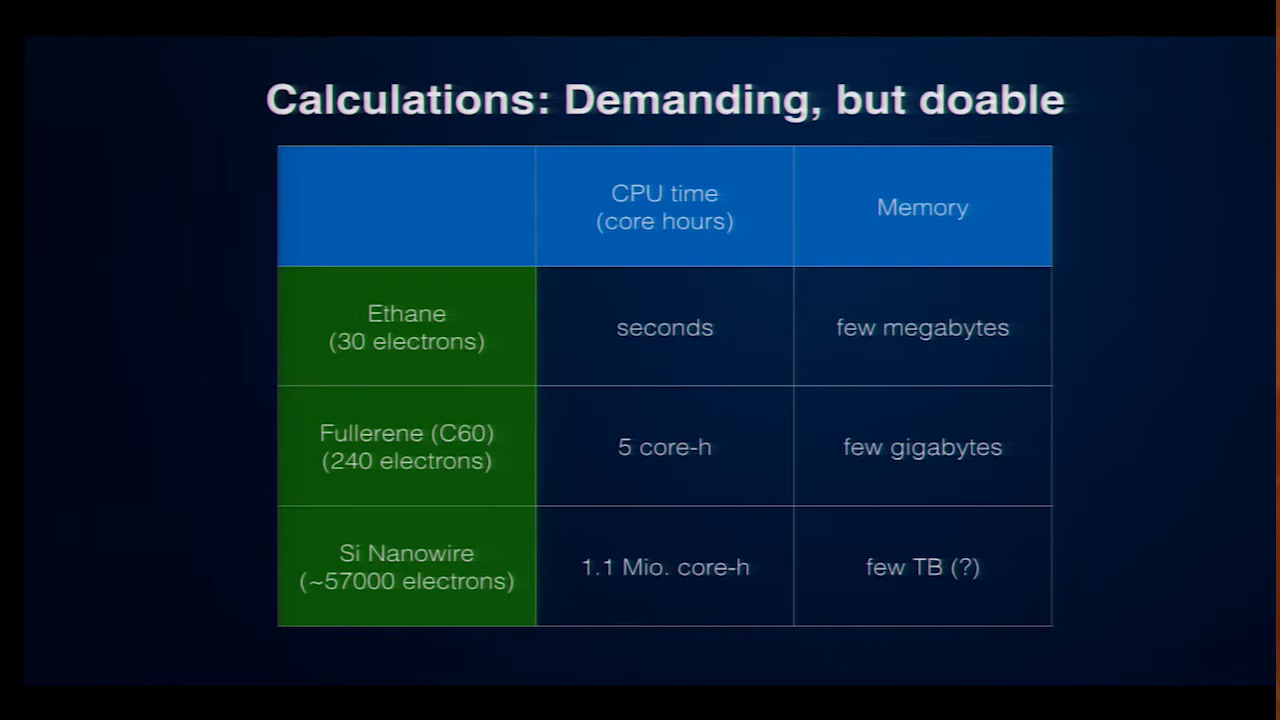 Calculations: Demanding, but doable
CPU time
(core hours)
Memory
Ethane
(30 electrons)
seconds
few megabytes
Fullerene (C60)
(240 electrons)
5 core-h
few gigabytes
Si Nanowire
(~57000 electrons)
1.1 Mio. core-h
few TB (?)